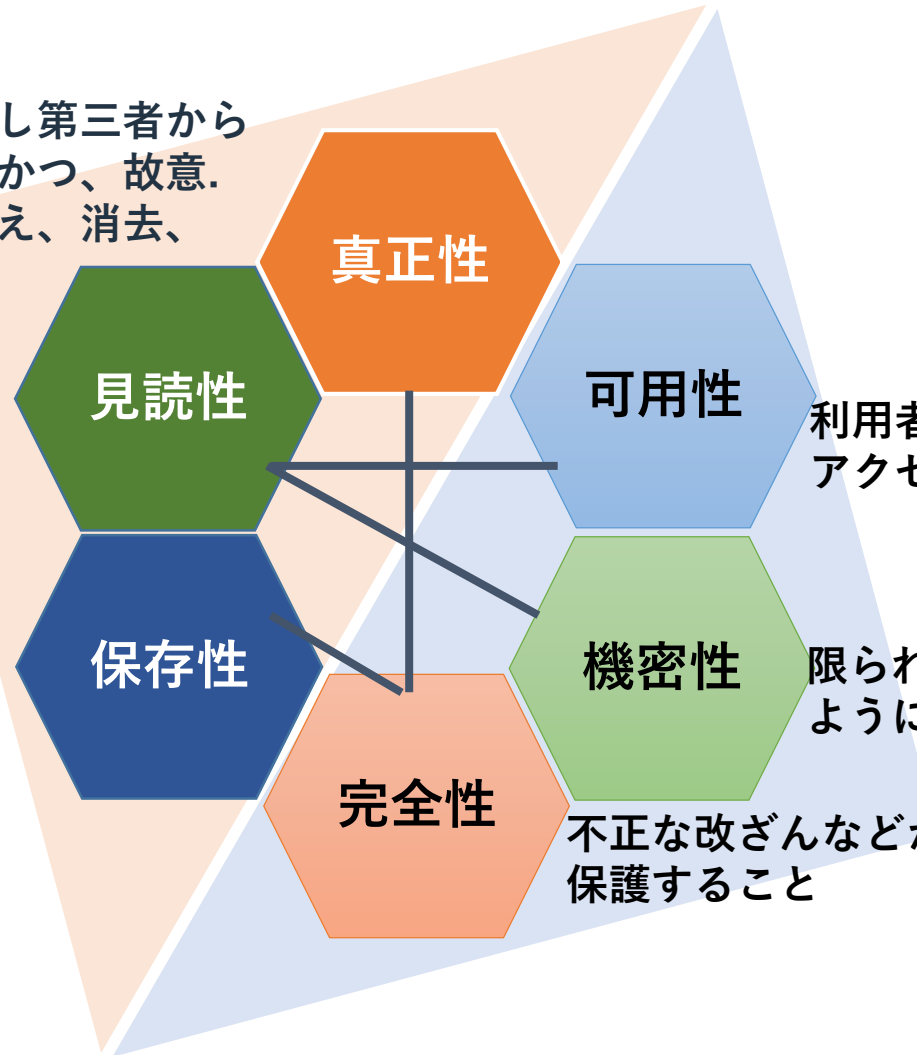 し第三者から
かつ、故意.
え、消去、
真正性
見読性
可用性
利用者
アクセ
保存性
機密性
限られ
ように
完全性
不正な改ざんなどが
保護すること